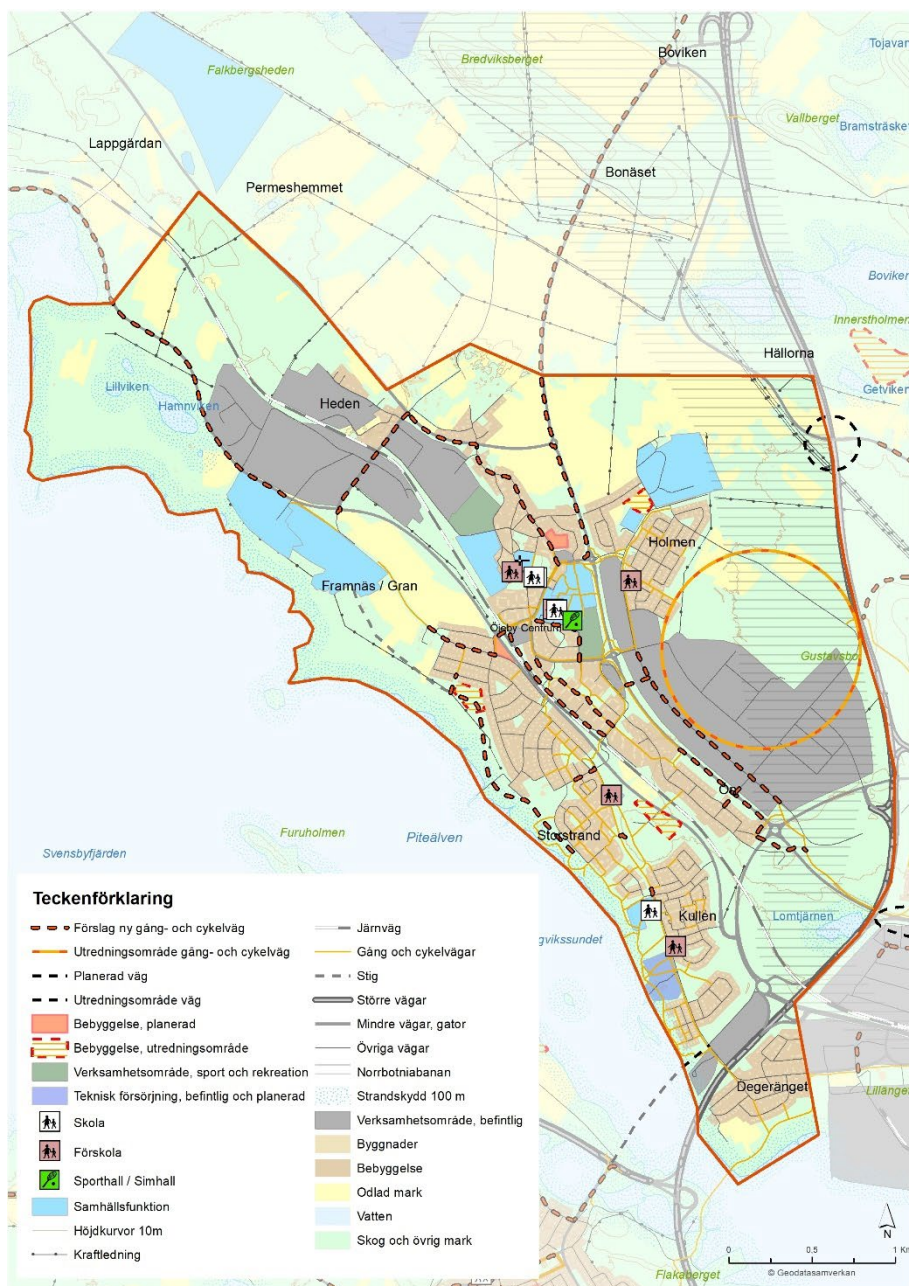 Boviken
Tojavan
Bredviksberget
Falkbergsheden
Vallberget
Bramsträsket
Lappgärdan
Bonäset
Permeshemmet
Boviken
Innerstholmen
Hällorna
Getviken
Lillviken
Hamnviken
Heden
Holmen
Framnäs / Gran
Öjeby Centrum
Gustavsbo
Storstrand
Furuholmen
Piteälven
Svensbyfjärden
Kullen
Lomtjärnen
gvikssundet
Degeränget
Lillänget
Flakaberget
Teckenförklaring
Förslag ny gång- och cykelväg
Utredningsområde gång- och cykelväg
Planerad väg
Utredningsområde väg
Bebyggelse, planerad
Bebyggelse, utredningsområde
Verksamhetsområde, sport och rekreation
Teknisk försörjning, befintlig och planerad
Skola
Förskola
Sporthall / Simhall
Samhällsfunktion
Höjdkurvor 10m
Kraftledning
Järnväg
Gång och cykelvägar
Stig
Större vägar
Mindre vägar, gator
Övriga vägar
Norrbotniabanan
Strandskydd 100 m
Verksamhetsområde, befintlig
Byggnader
Bebyggelse
Odlad mark
Vatten
Skog och övrig mark
N
0 0,5 1 Km
© Geodatasamverkan